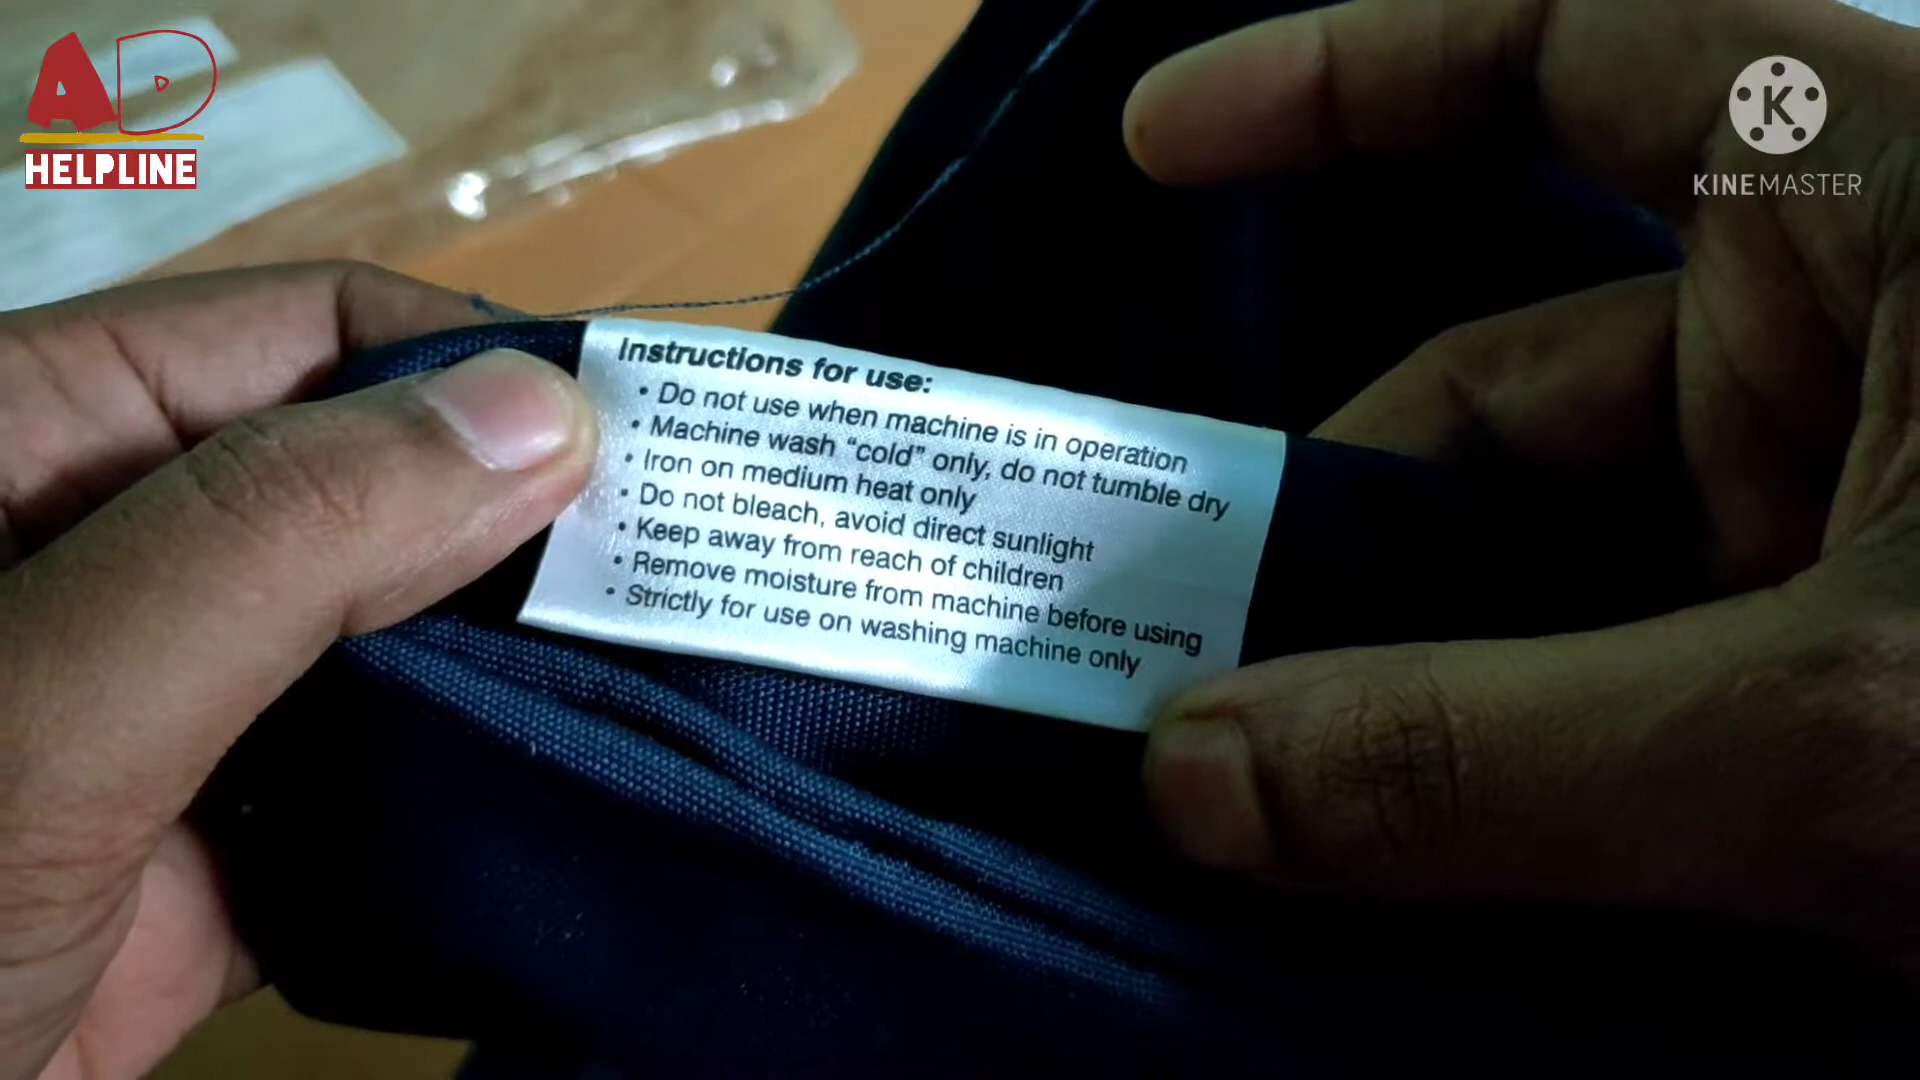 AD
HELPLINE
K
KINEMASTER
Instructions for use:
• Do not use when machine is in operation
• Machine wash “cold” only, do not tumble dry
• Iron on medium heat only
• Do not bleach, avoid direct sunlight
• Keep away from reach of children
• Remove moisture from machine before using
• Strictly for use on washing machine only